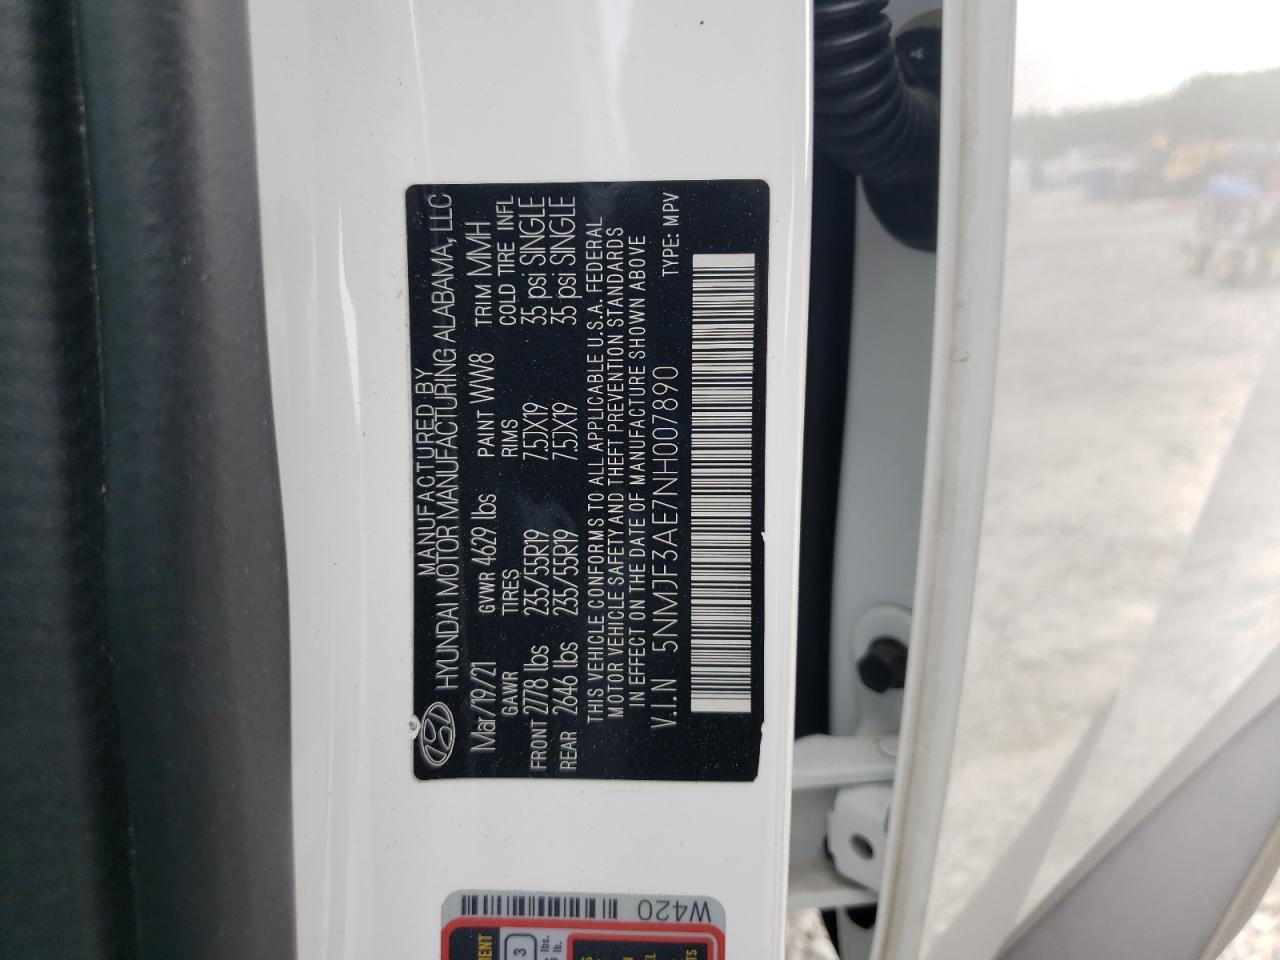 MANUFACTURED BY
HYUNDAI MOTOR MANUFACTURING ALABAMA, LLC
Mar/19/21 GVWR 4629 lbs PAINT WW8 TRIM MMH
GAWR TIRES RIMS COLD TIRE INFL
FRONT 2778 lbs 235/55R19 7.5JX19 35 psi SINGLE
REAR 2646 lbs 235/55R19 7.5JX19 35 psi SINGLE
THIS VEHICLE CONFORMS TO ALL APPLICABLE U.S.A. FEDERAL
MOTOR VEHICLE SAFETY AND THEFT PREVENTION STANDARDS
IN EFFECT ON THE DATE OF MANUFACTURE SHOWN ABOVE
V.I.N 5NMJF3AE7NH007890 TYPE: MPV
W420
3
lbs.
lb.